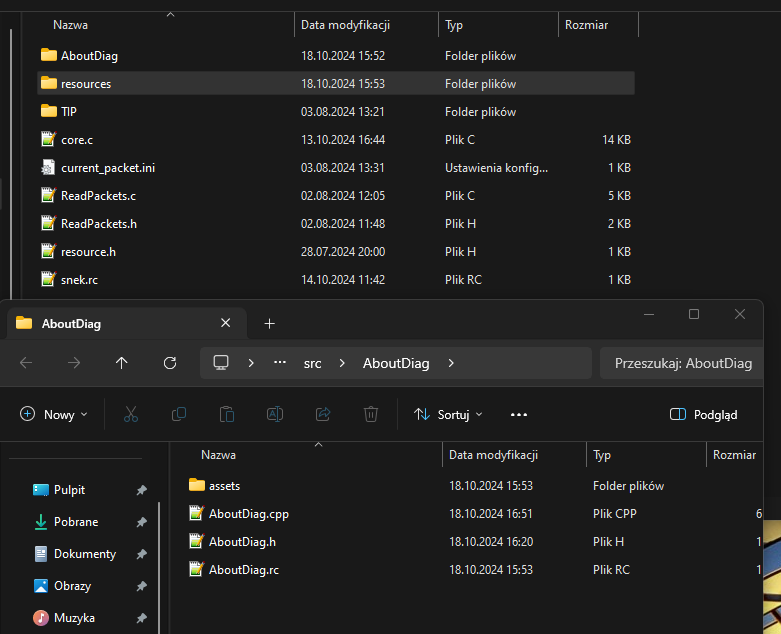 Nazwa Data modyfikacji Typ Rozmiar
AboutDiag 18.10.2024 15:52 Folder plików
resources 18.10.2024 15:53 Folder plików
TIP 03.08.2024 13:21 Folder plików
core.c 13.10.2024 16:44 Plik C 14 KB
current_packet.ini 03.08.2024 13:31 Ustawienia konfig... 1 KB
ReadPackets.c 02.08.2024 12:05 Plik C 5 KB
ReadPackets.h 02.08.2024 11:48 Plik H 2 KB
resource.h 28.07.2024 20:00 Plik H 1 KB
snek.rc 14.10.2024 11:42 Plik RC 1 KB
AboutDiag
... src AboutDiag Przeszukaj: AboutDiag
Nowy Sortuj ... Podgląd
Nazwa Data modyfikacji Typ Rozmiar
assets 18.10.2024 15:53 Folder plików
AboutDiag.cpp 18.10.2024 16:51 Plik CPP 6
AboutDiag.h 18.10.2024 16:20 Plik H 1
AboutDiag.rc 18.10.2024 15:53 Plik RC 1
Pulpit
Pobrane
Dokumenty
Obrazy
Muzyka